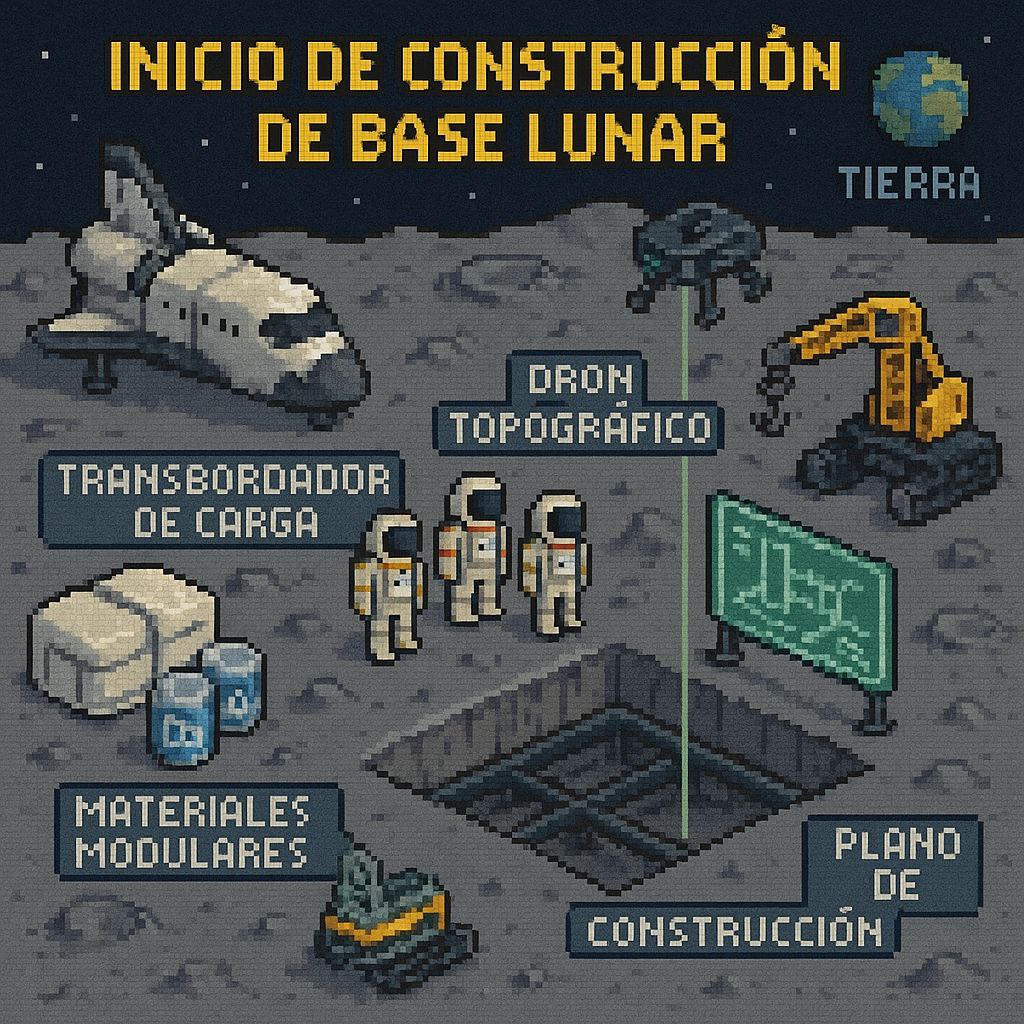 INICIO DE CONSTRUCCIÓN
DE BASE LUNAR
TIERRA
DRON
TOPOGRÁFICO
TRANSBORDADOR
DE CARGA
MATERIALES
MODULARES
PLANO
DE
CONSTRUCCIÓN